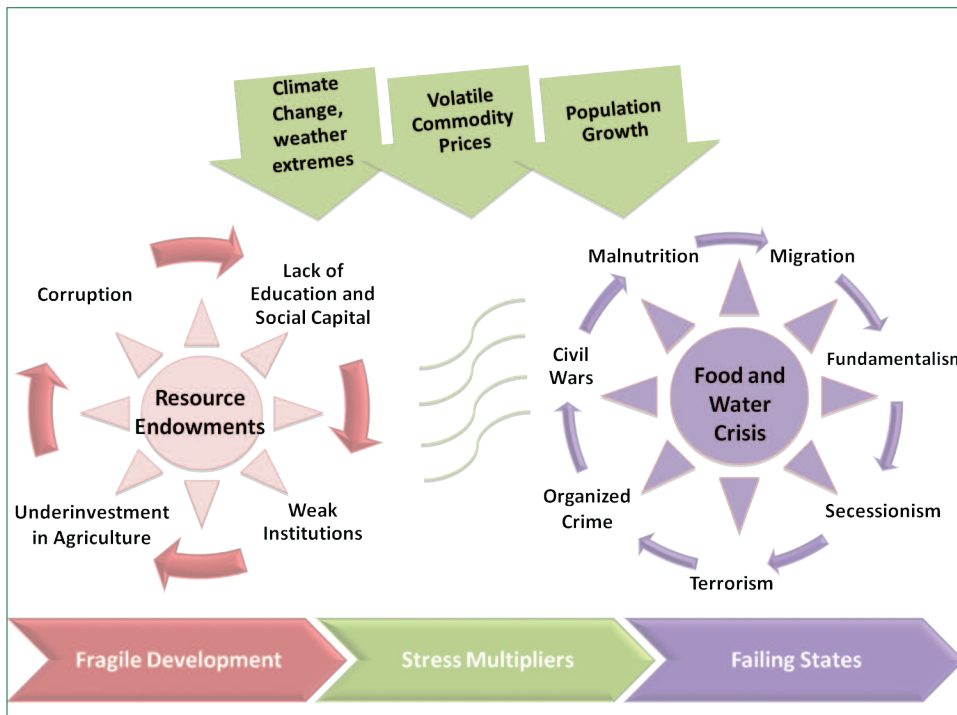 Climate
Change,
weather
extremes
Volatile
Commodity
Prices
Population
Growth
Corruption
Lack of
Education and
Social Capital
Resource
Endowments
Underinvestment
in Agriculture
Weak
Institutions
Malnutrition
Migration
Civil
Wars
Food and
Water
Crisis
Fundamentalism
Organized
Crime
Secessionism
Terrorism
Fragile Development
Stress Multipliers
Failing States